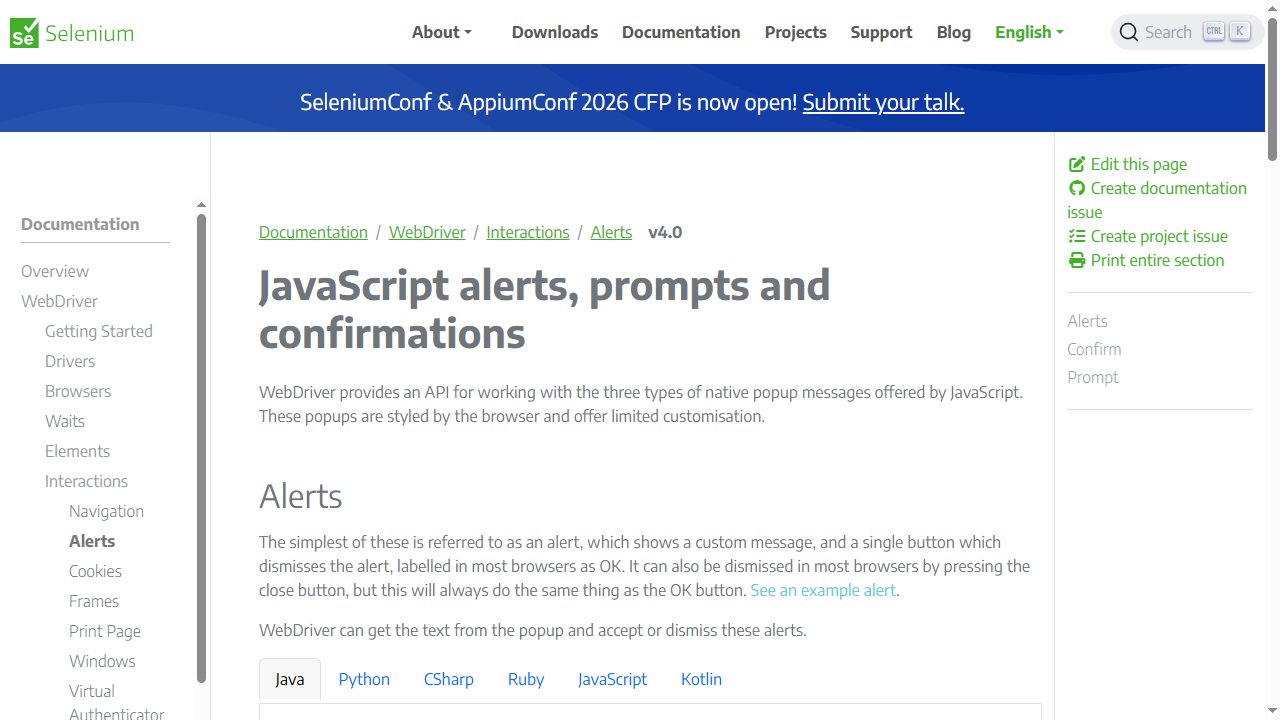 Se Selenium
About
Downloads
Documentation
Projects
Support
Blog
English
Search CTRL K
SeleniumConf & AppiumConf 2026 CFP is now open! Submit your talk.
Documentation
Overview
WebDriver
Getting Started
Drivers
Browsers
Waits
Elements
Interactions
Navigation
Alerts
Cookies
Frames
Print Page
Windows
Virtual
Authenticator
Documentation / WebDriver / Interactions / Alerts v4.0
JavaScript alerts, prompts and
confirmations
WebDriver provides an API for working with the three types of native popup messages offered by JavaScript.
These popups are styled by the browser and offer limited customisation.
Alerts
The simplest of these is referred to as an alert, which shows a custom message, and a single button which
dismisses the alert, labelled in most browsers as OK. It can also be dismissed in most browsers by pressing the
close button, but this will always do the same thing as the OK button. See an example alert.
WebDriver can get the text from the popup and accept or dismiss these alerts.
Java Python CSharp Ruby JavaScript Kotlin
Edit this page
Create documentation
issue
Create project issue
Print entire section
Alerts
Confirm
Prompt